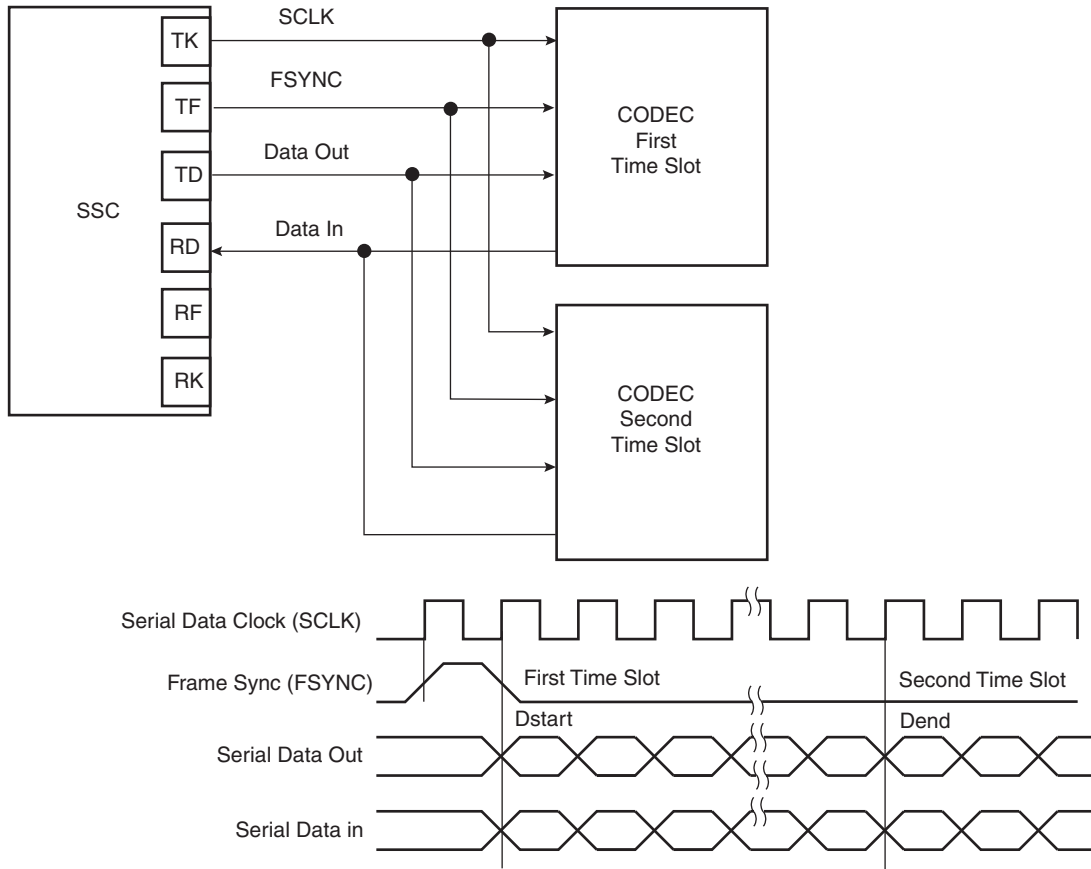 SSC
TK
TF
TD
RD
RF
RK
SCLK
FSYNC
Data Out
Data In
CODEC
First
Time Slot
CODEC
Second
Time Slot
Serial Data Clock (SCLK)
Frame Sync (FSYNC)
First Time Slot
Second Time Slot
Dstart
Dend
Serial Data Out
Serial Data in